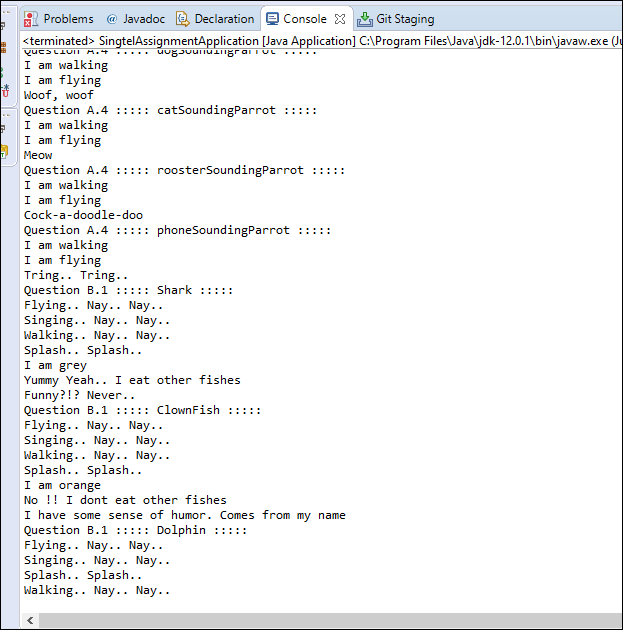 Problems @ Javadoc Declaration Console Git Staging
<terminated> SingtelAssignmentApplication [Java Application] C:\Program Files\Java\jdk-12.0.1\bin\javaw.exe (Ju
Question A.4 ::::: dogSoundingParrot :::::
I am walking
I am flying
Woof, woof
Question A.4 ::::: catSoundingParrot :::::
I am walking
I am flying
Meow
Question A.4 ::::: roosterSoundingParrot :::::
I am walking
I am flying
Cock-a-doodle-doo
Question A.4 ::::: phoneSoundingParrot :::::
I am walking
I am flying
Tring.. Tring..
Question B.1 ::::: Shark :::::
Flying.. Nay.. Nay..
Singing.. Nay.. Nay..
Walking.. Nay.. Nay..
Splash.. Splash..
I am grey
Yummy Yeah.. I eat other fishes
Funny?!? Never..
Question B.1 ::::: ClownFish :::::
Flying.. Nay.. Nay..
Singing.. Nay.. Nay..
Walking.. Nay.. Nay..
Splash.. Splash..
I am orange
No !! I dont eat other fishes
I have some sense of humor. Comes from my name
Question B.1 ::::: Dolphin :::::
Flying.. Nay.. Nay..
Singing.. Nay.. Nay..
Splash.. Splash..
Walking.. Nay.. Nay..